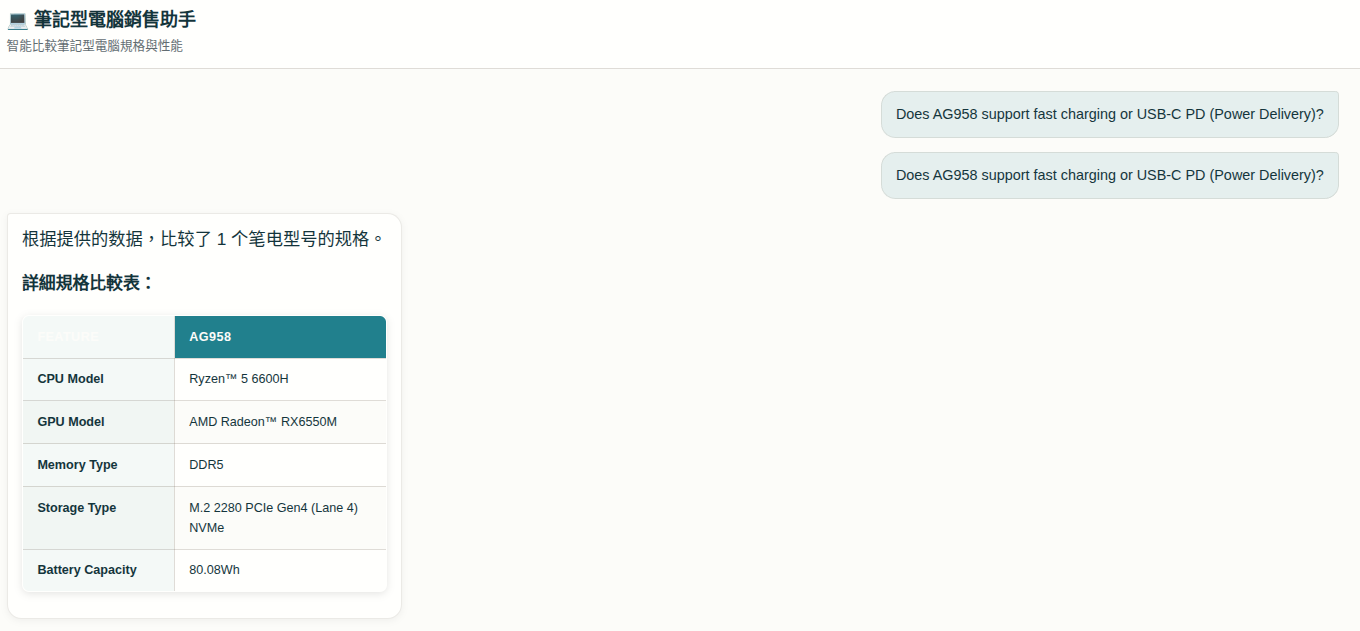 💻 筆記型電腦銷售助手
智能比較筆記型電腦規格與性能
Does AG958 support fast charging or USB-C PD (Power Delivery)?
Does AG958 support fast charging or USB-C PD (Power Delivery)?
根据提供的数据，比较了 1 个笔电型号的规格。
詳細規格比較表：
FEATURE AG958
CPU Model Ryzen™ 5 6600H
GPU Model AMD Radeon™ RX6550M
Memory Type DDR5
Storage Type M.2 2280 PCIe Gen4 (Lane 4)
NVMe
Battery Capacity 80.08Wh